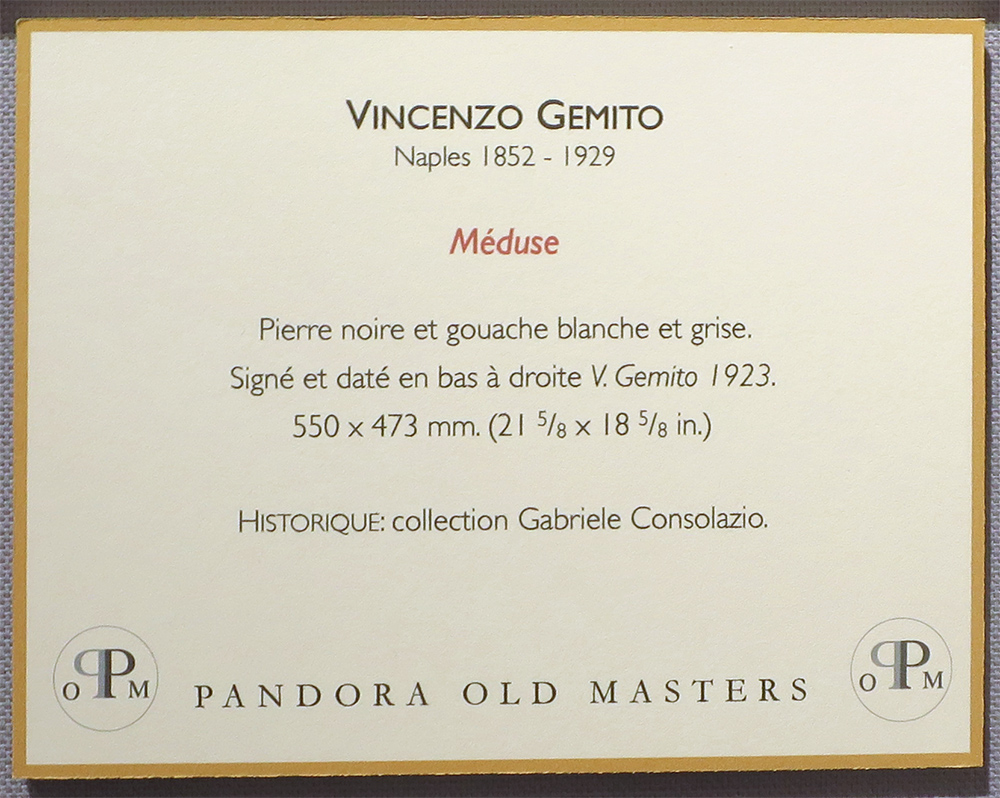 VINCENZO GEMITO
Naples 1852 - 1929
Méduse
Pierre noire et gouache blanche et grise.
Signé et daté en bas à droite V. Gemito 1923.
550 x 473 mm. (21 5/8 x 18 5/8 in.)
HISTORIQUE: collection Gabriele Consolazio.
O P P M
PANDORA OLD MASTERS
O P P M